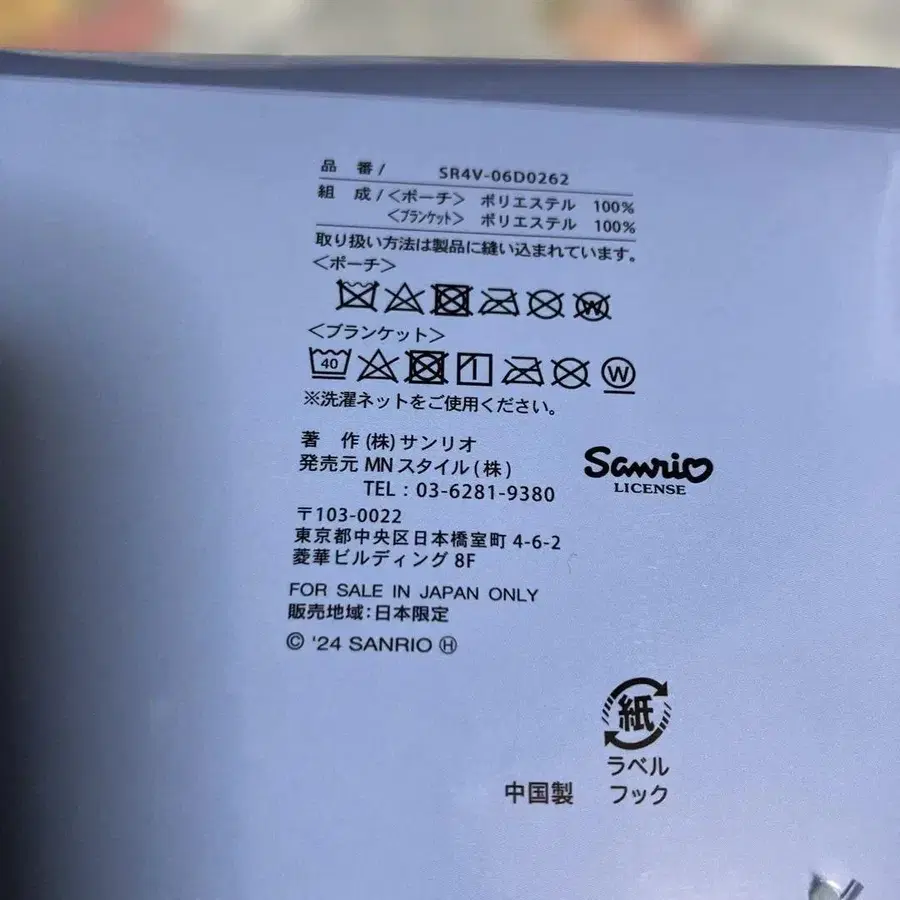 品 番/ SR4V-06D0262
組 成/<ポーチ> ポリエステル 100%
<ブランケット> ポリエステル 100%
取り扱い方法は製品に縫い込まれています。
<ポーチ>
W
<ブランケット>
40 W
※洗濯ネットをご使用ください。
著 作 (株) サンリオ
発売元 MN スタイル (株)
TEL : 03-6281-9380
Sanrio
LICENSE
〒103-0022
東京都中央区日本橋室町 4-6-2
菱華ビルディング 8F
FOR SALE IN JAPAN ONLY
販売地域:日本限定
© '24 SANRIO Ⓗ
紙
ラベル
フック
中国製